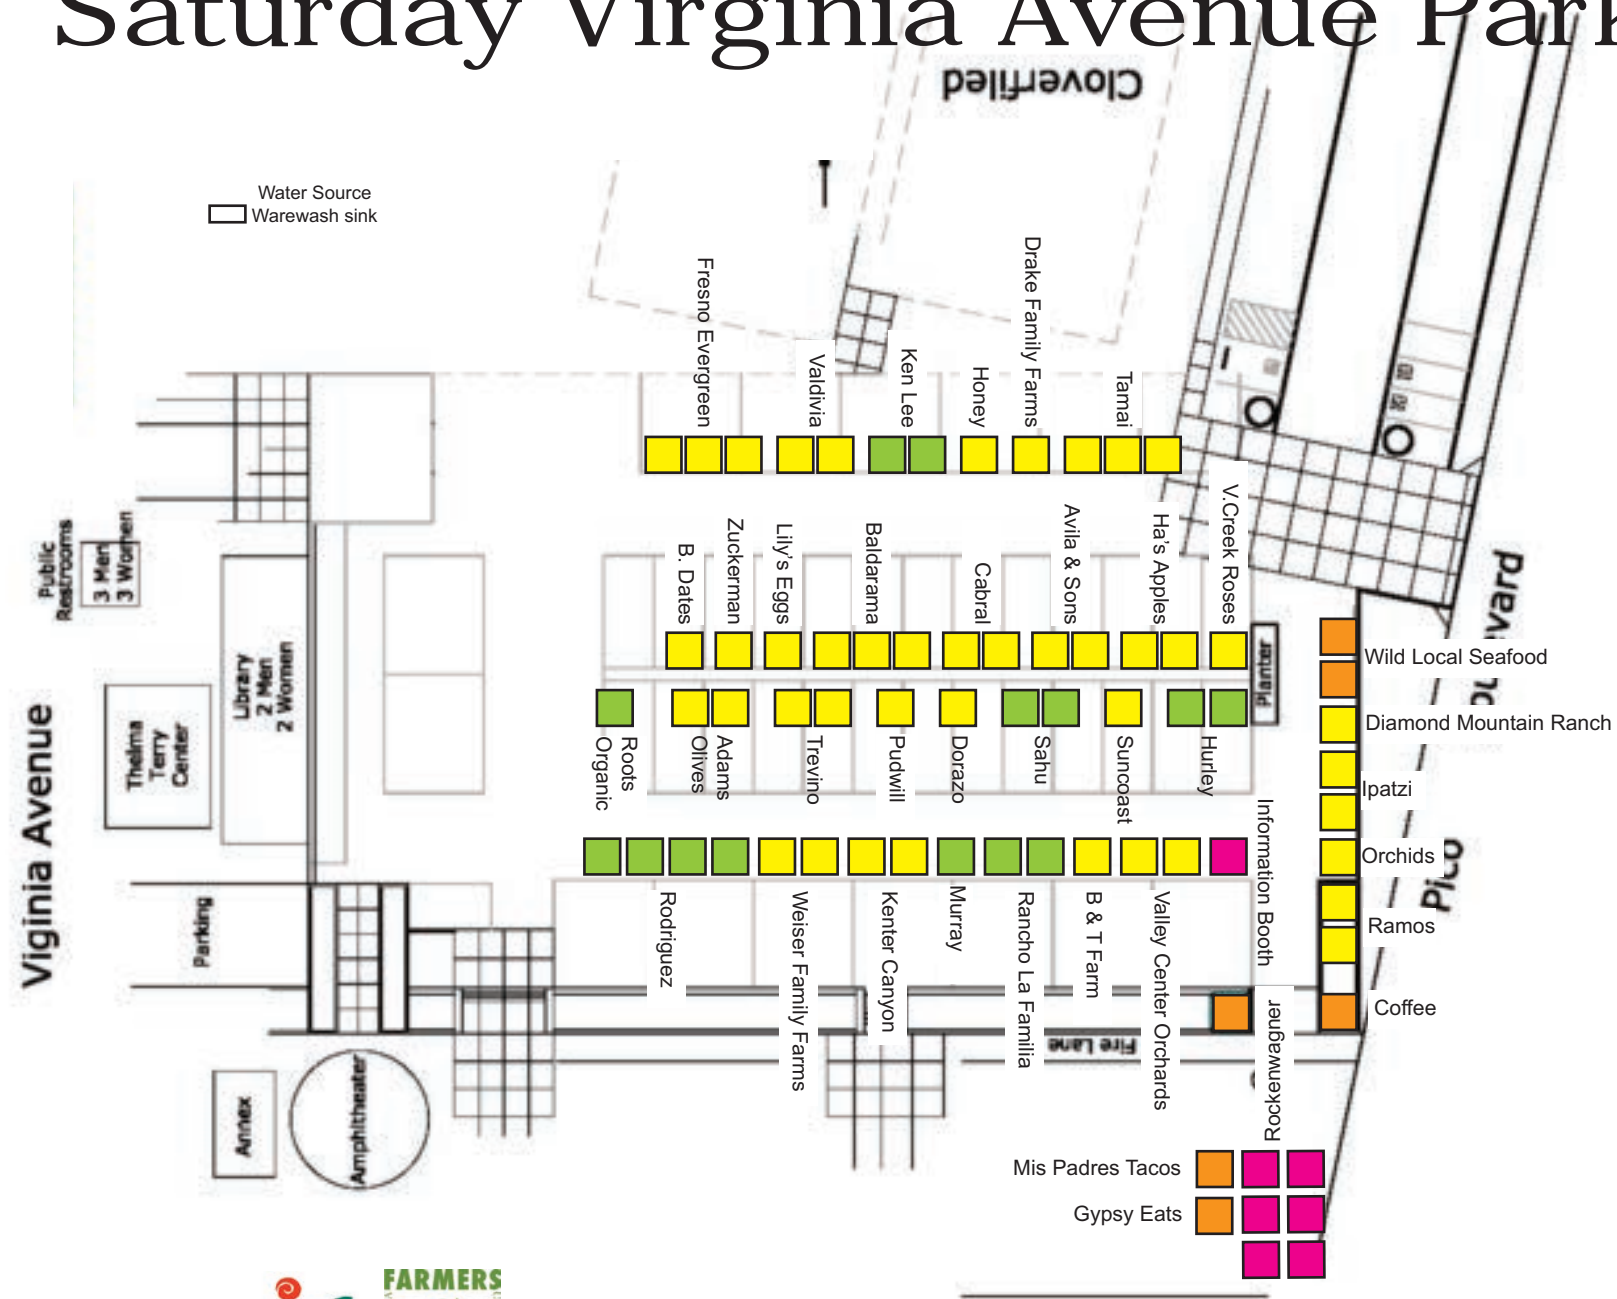 Saturday Virginia Avenue Park
Cloverfiled
Water Source
Warewash sink
Fresno Evergreen
Valdivia
Ken Lee
Honey
Drake Family Farms
Tamai
B. Dates
Zuckerman
Lily's Eggs
Baldarama
Cabral
Avila & Sons
Ha's Apples
V.Creek Roses
Public
Restrooms
3 Men
3 Women
Library
2 Men
2 Women
Thelma
Terry
Center
Viginia Avenue
Parking
Annex
Amphitheater
Planter
Wild Local Seafood
Diamond Mountain Ranch
Ipatzi
Orchids
Ramos
Coffee
Pico
Organic
Roots
Olives
Adams
Trevino
Pudwill
Dorazo
Sahu
Suncoast
Hurley
Rodriguez
Weiser Family Farms
Kenter Canyon
Murray
Rancho La Familia
B & T Farm
Valley Center Orchards
Information Booth
Rockenwagner
Fire Lane
Mis Padres Tacos
Gypsy Eats
FARMERS